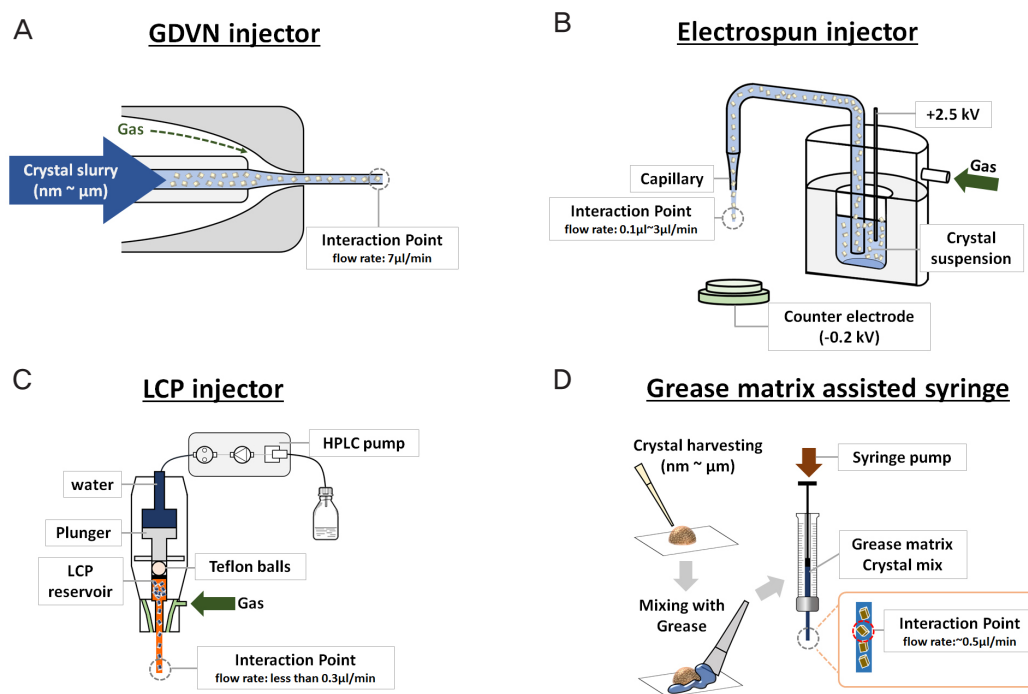 A
GDVN injector
Gas
Crystal slurry
(nm ~ μm)
Interaction Point
flow rate: 7μl/min
B
Electrospun injector
+2.5 kV
Capillary
Gas
Interaction Point
flow rate: 0.1μl~3μl/min
Crystal
suspension
Counter electrode
(-0.2 kV)
C
LCP injector
HPLC pump
water
Plunger
Teflon balls
LCP
reservoir
Gas
Interaction Point
flow rate: less than 0.3μl/min
D
Grease matrix assisted syringe
Crystal harvesting
(nm ~ μm)
Syringe pump
Grease matrix
Crystal mix
Mixing with
Grease
Interaction Point
flow rate:~0.5μl/min